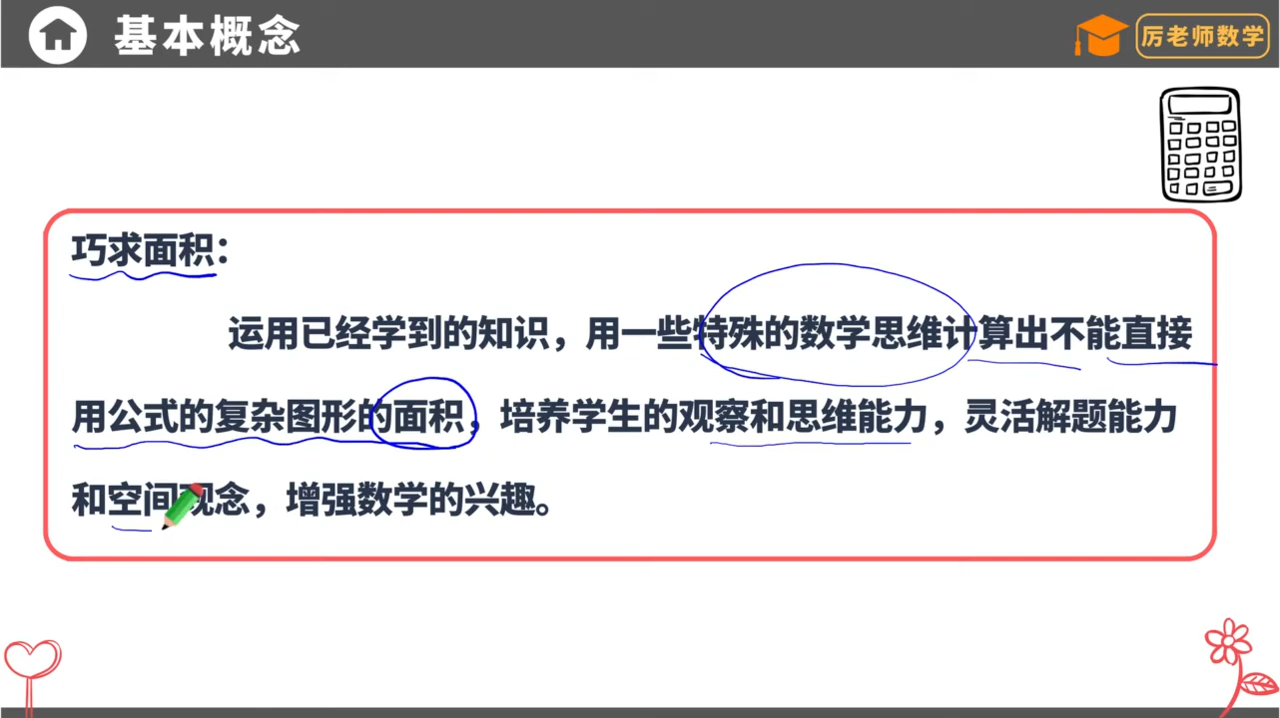 基本概念
厉老师数学
巧求面积：
运用已经学到的知识，用一些特殊的数学思维计算出不能直接
用公式的复杂图形的面积，培养学生的观察和思维能力，灵活解题能力
和空间观念，增强数学的兴趣。